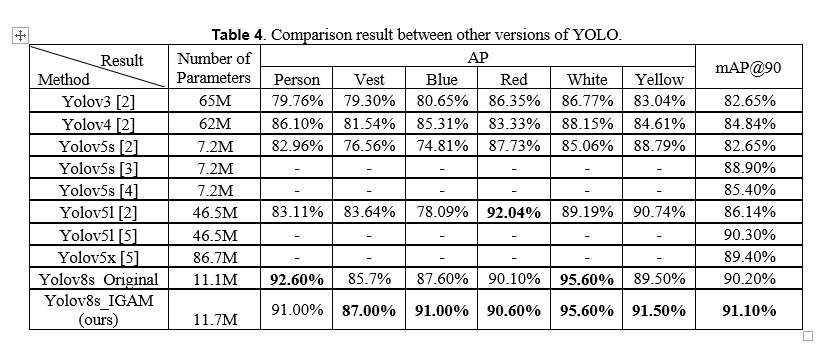 Table 4. Comparison result between other versions of YOLO.
Result Number of AP mAP@90
Method Parameters Person Vest Blue Red White Yellow
Yolov3 [2] 65M 79.76% 79.30% 80.65% 86.35% 86.77% 83.04% 82.65%
Yolov4 [2] 62M 86.10% 81.54% 85.31% 83.33% 88.15% 84.61% 84.84%
Yolov5s [2] 7.2M 82.96% 76.56% 74.81% 87.73% 85.06% 88.79% 82.65%
Yolov5s [3] 7.2M - - - - - - 88.90%
Yolov5s [4] 7.2M - - - - - - 85.40%
Yolov5l [2] 46.5M 83.11% 83.64% 78.09% 92.04% 89.19% 90.74% 86.14%
Yolov5l [5] 46.5M - - - - - - 90.30%
Yolov5x [5] 86.7M - - - - - - 89.40%
Yolov8s_Original 11.1M 92.60% 85.7% 87.60% 90.10% 95.60% 89.50% 90.20%
Yolov8s_IGAM
(ours) 11.7M 91.00% 87.00% 91.00% 90.60% 95.60% 91.50% 91.10%